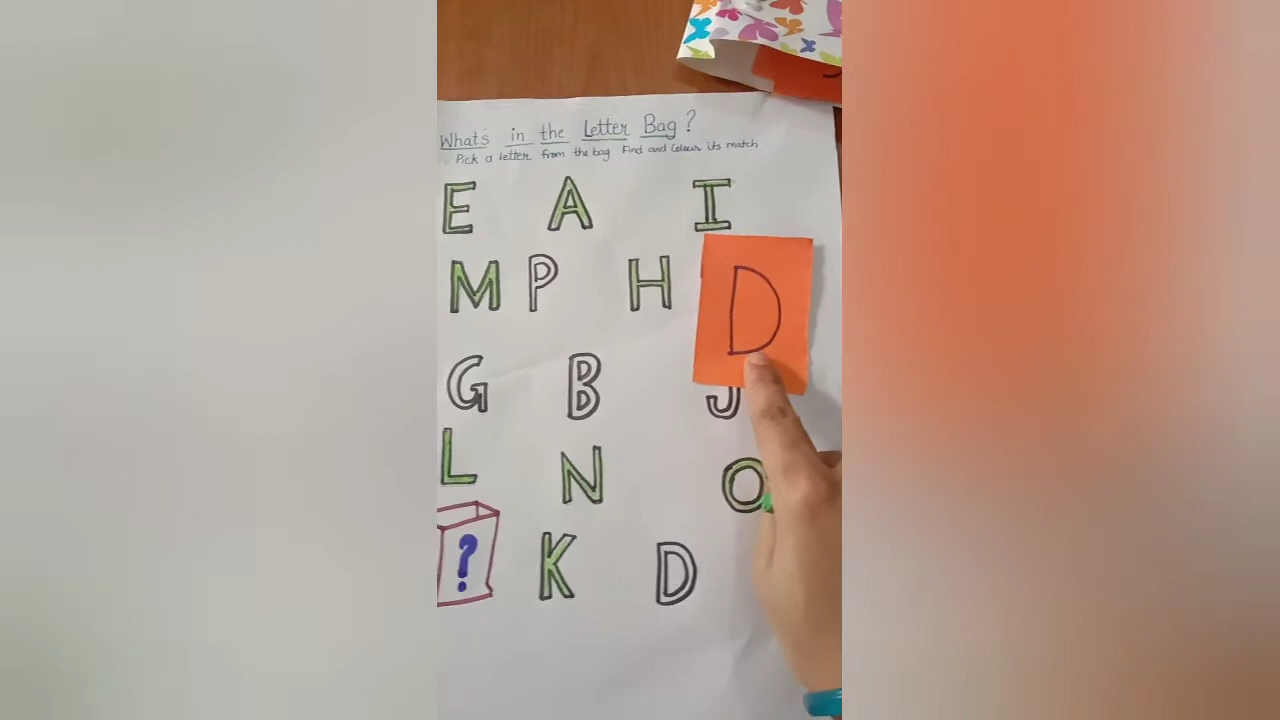 What's in the Letter Bag?
Pick a letter from the bag Find and Colour its match
E A I
M P H D
G B J
L N O
? K D